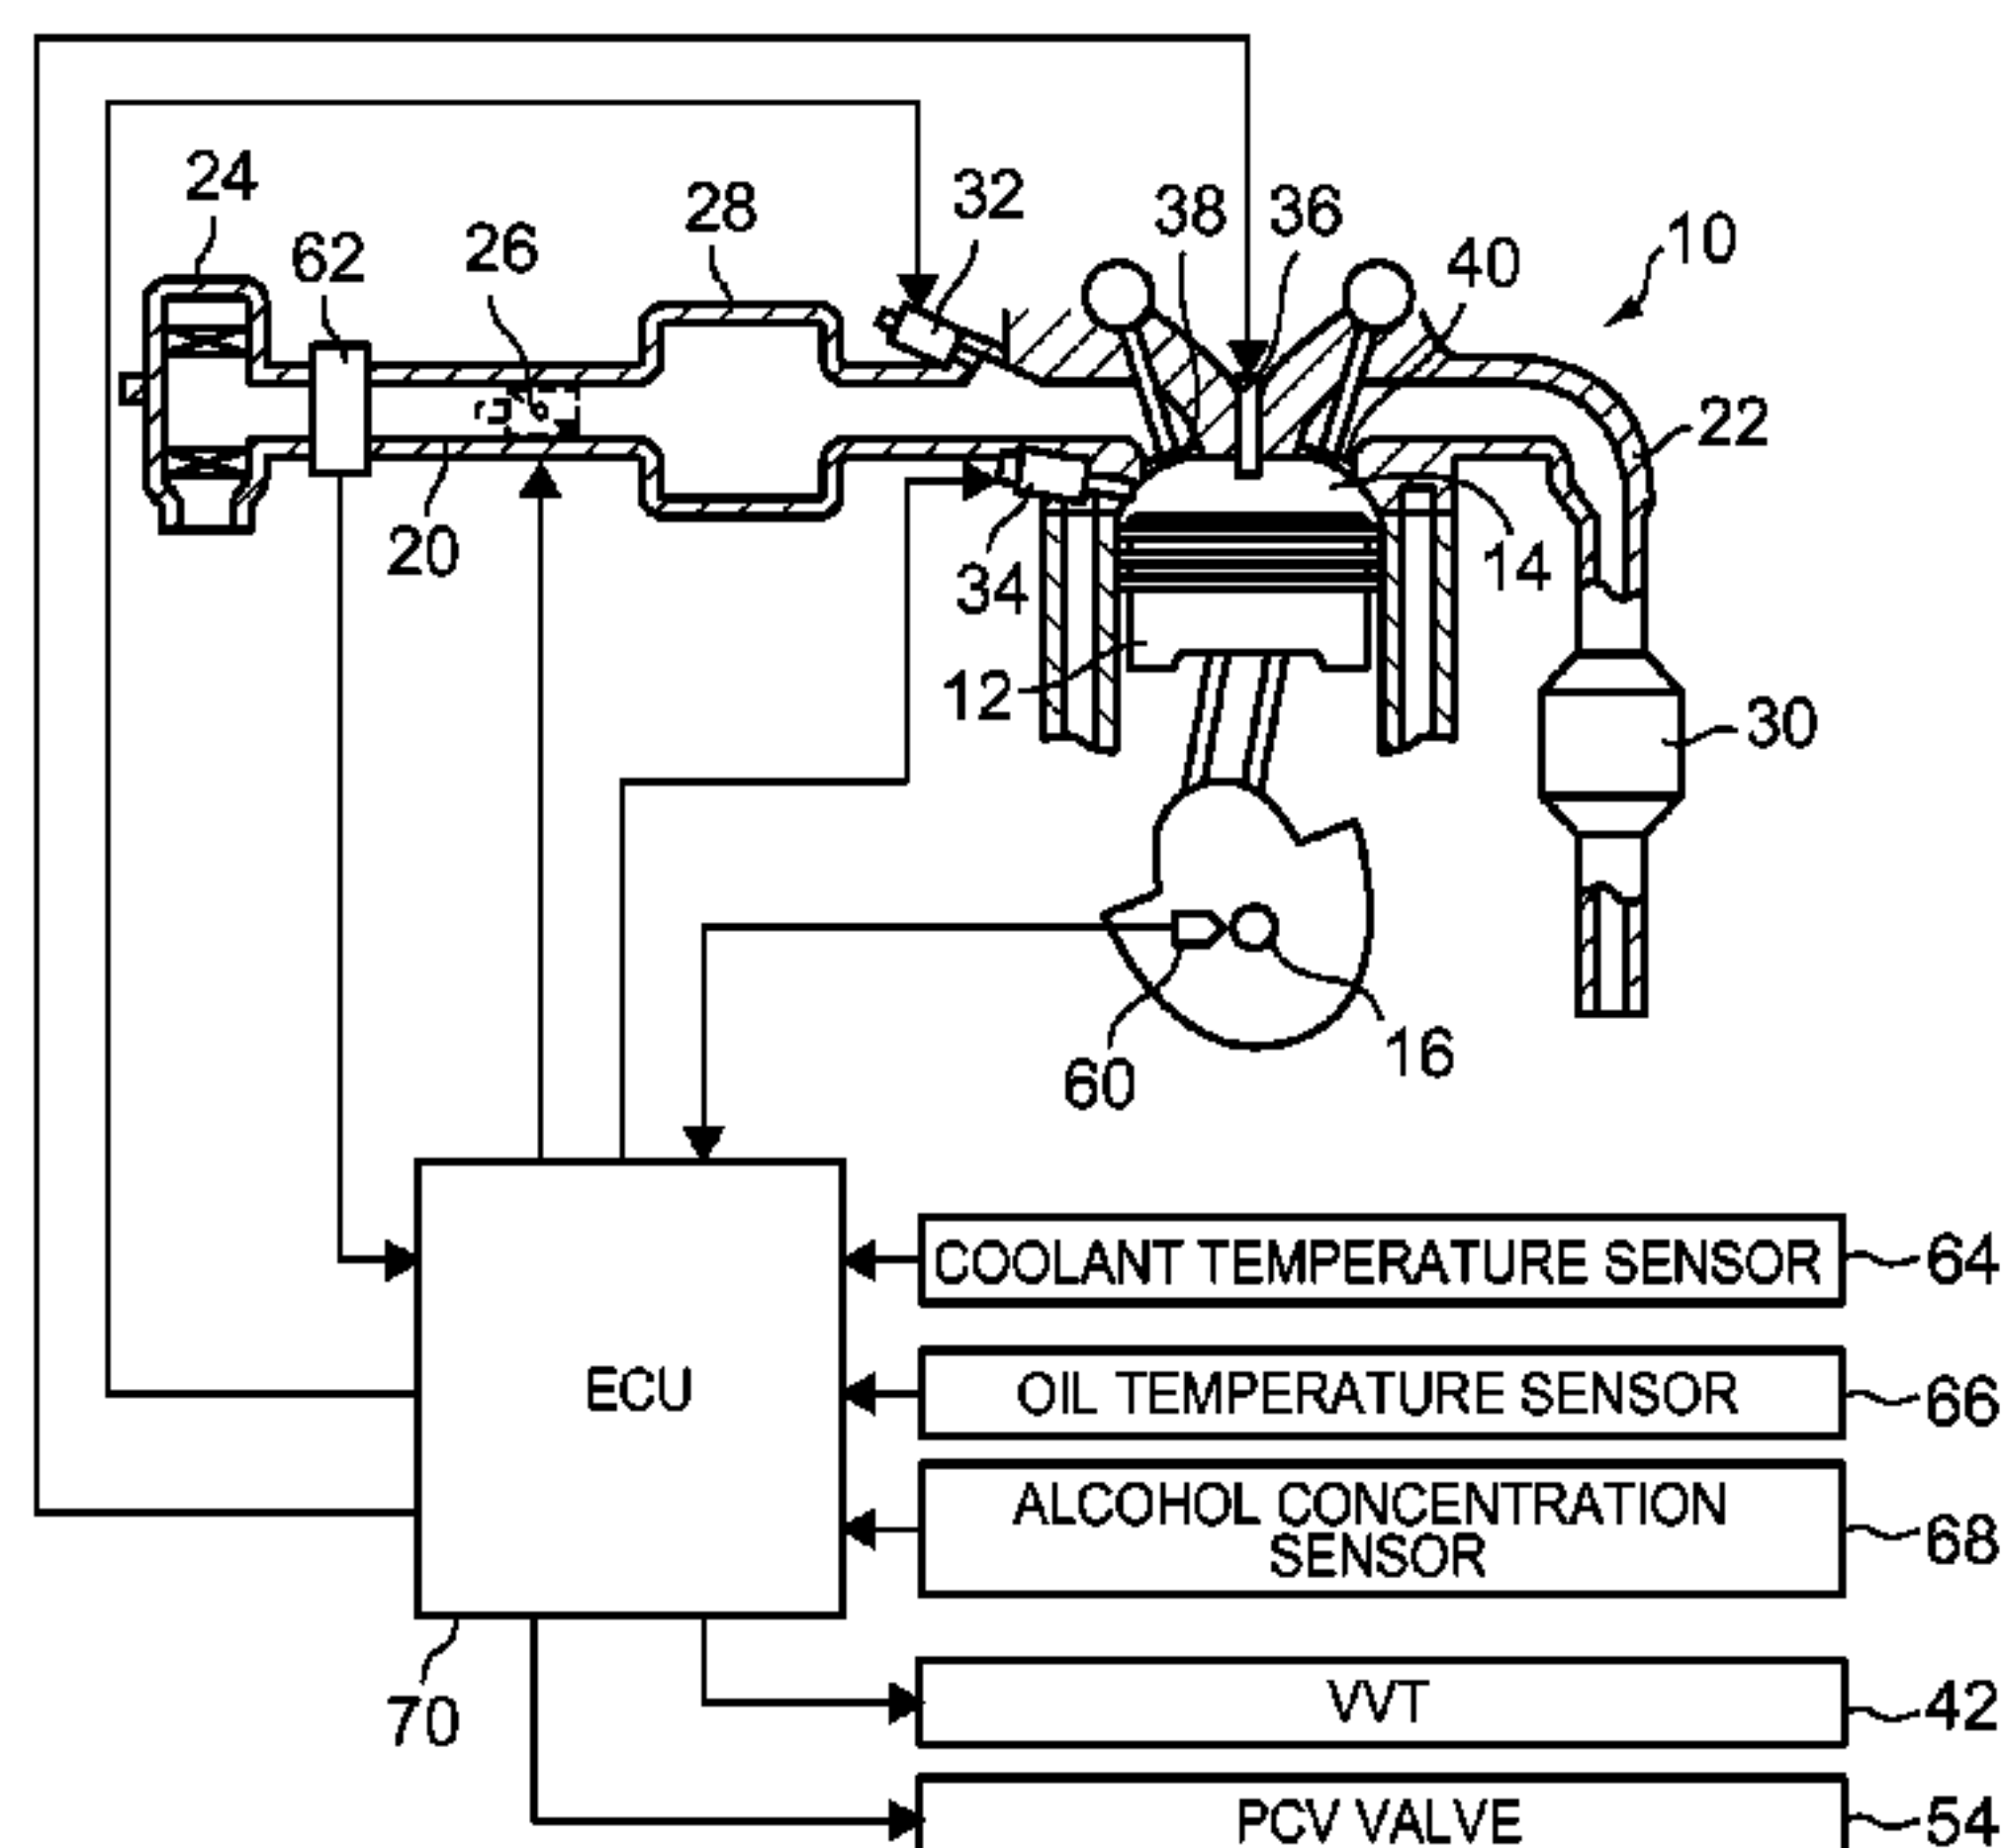 24
62
26
28
32
38
36
40
10
22
20
34
14
12
30
60
16
COOLANT TEMPERATURE SENSOR 64
ECU
OIL TEMPERATURE SENSOR 66
ALCOHOL CONCENTRATION
SENSOR
68
70
VVT 42
PCV VALVE 54